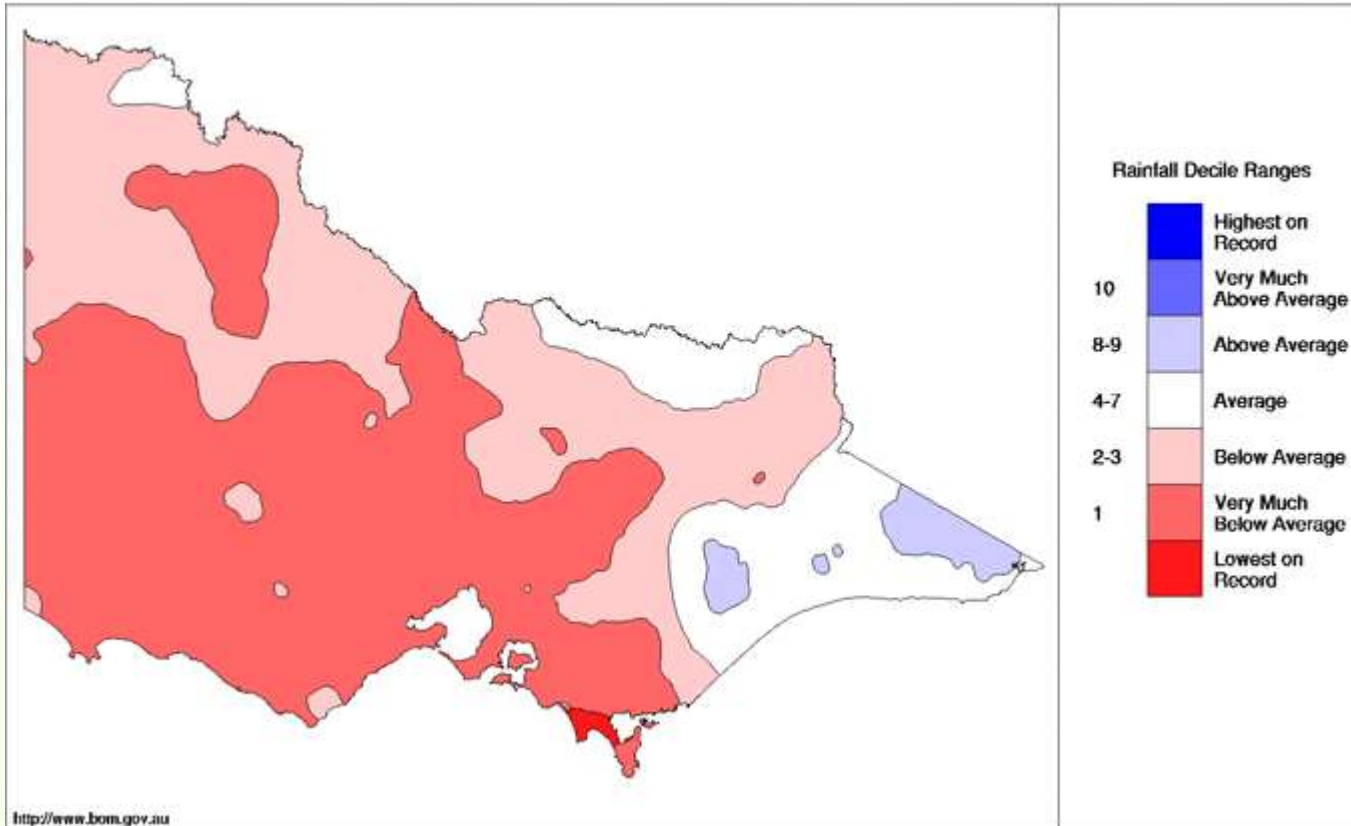 Rainfall Decile Ranges
Highest on
Record
10 Very Much
Above Average
8-9 Above Average
4-7 Average
2-3 Below Average
1 Very Much
Below Average
Lowest on
Record
http://www.bom.gov.au